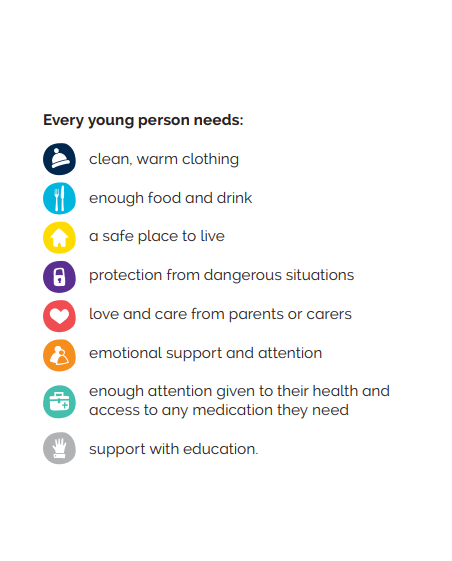 Every young person needs:
clean, warm clothing
enough food and drink
a safe place to live
protection from dangerous situations
love and care from parents or carers
emotional support and attention
enough attention given to their health and
access to any medication they need
support with education.